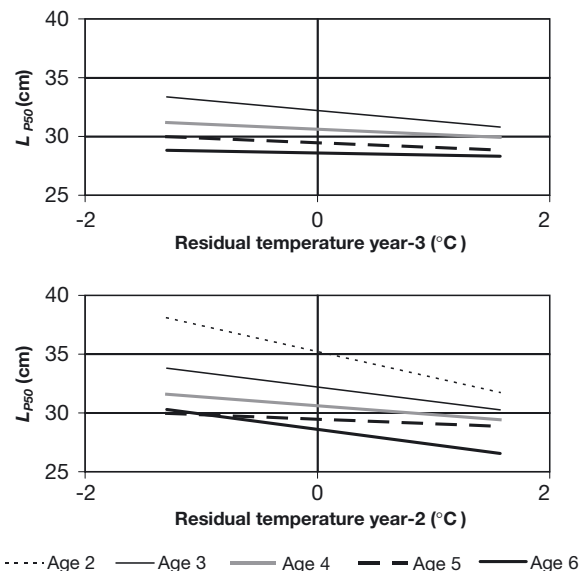 40
35
30
25
L P50 (cm)
-2 0 2
Residual temperature year-3 (°C)
40
35
30
25
L P50 (cm)
-2 0 2
Residual temperature year-2 (°C)
Age 2 Age 3 Age 4 Age 5 Age 6